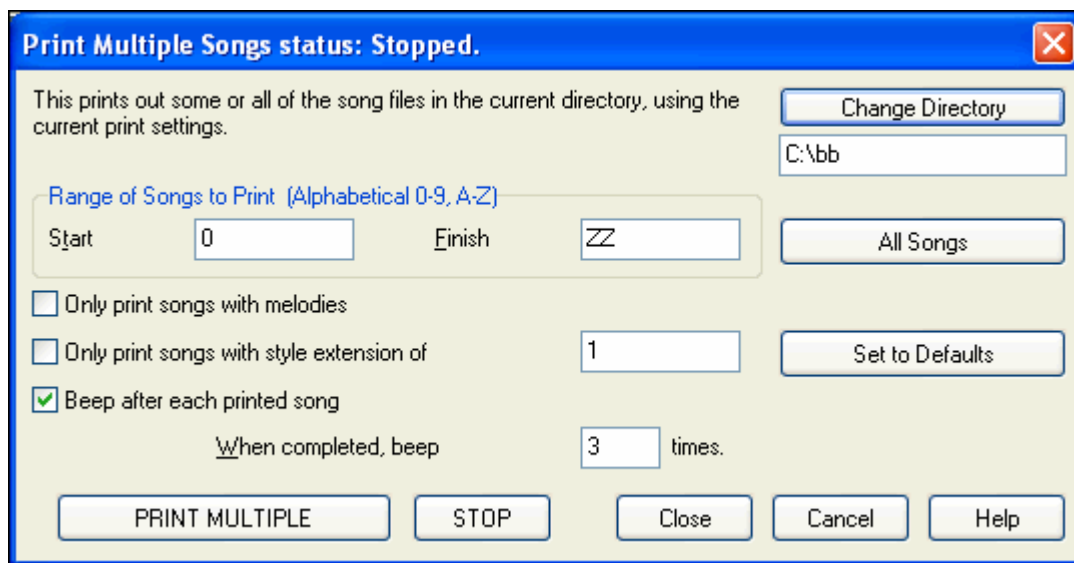 Print Multiple Songs status: Stopped.
This prints out some or all of the song files in the current directory, using the
current print settings.
Change Directory
C:\bb
Range of Songs to Print (Alphabetical 0-9, A-Z)
Start 0 Finish ZZ
All Songs
Only print songs with melodies
Only print songs with style extension of 1
Set to Defaults
Beep after each printed song
When completed, beep 3 times.
PRINT MULTIPLE STOP Close Cancel Help